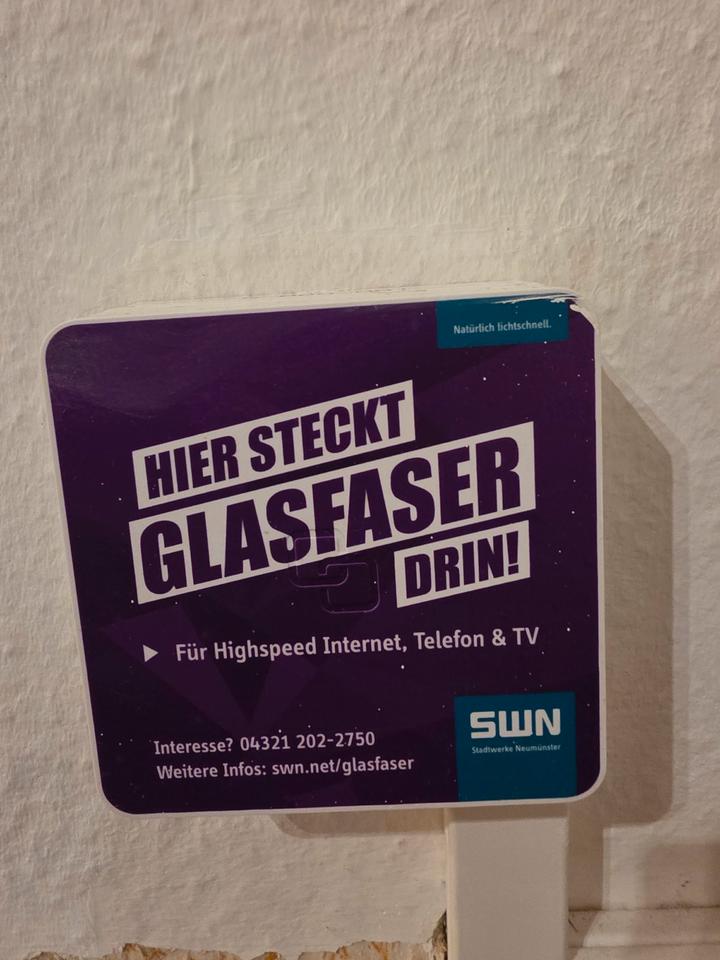 Natürlich lichtschnell.
HIER STECKT
GLASFASER
DRIN!
Für Highspeed Internet, Telefon & TV
Interesse? 04321 202-2750
Weitere Infos: swn.net/glasfaser
SWN
Stadtwerke Neumünster